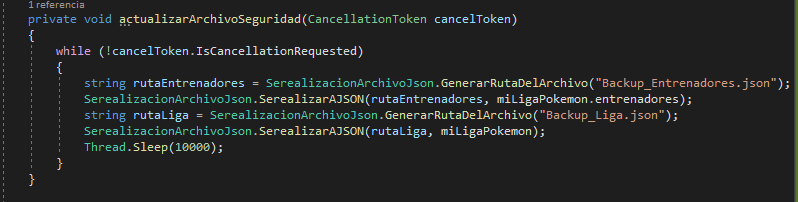 1 referencia
private void actualizarArchivoSeguridad(CancellationToken cancelToken)
{
while (!cancelToken.IsCancellationRequested)
{
string rutaEntrenadores = SerealizacionArchivoJson.GenerarRutaDelArchivo("Backup_Entrenadores.json");
SerealizacionArchivoJson.SerealizarAJSON(rutaEntrenadores, miLigaPokemon.entrenadores);
string rutaLiga = SerealizacionArchivoJson.GenerarRutaDelArchivo("Backup_Liga.json");
SerealizacionArchivoJson.SerealizarAJSON(rutaLiga, miLigaPokemon);
Thread.Sleep(10000);
}
}